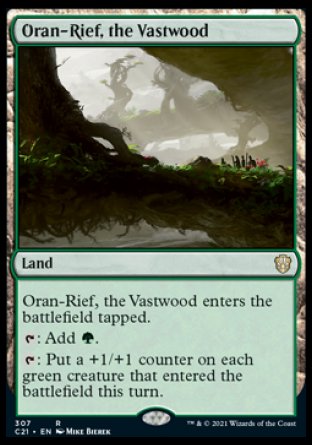 Oran-Rief, the Vastwood
Land
Oran-Rief, the Vastwood enters the
battlefield tapped.
: Add .
: Put a +1/+1 counter on each
green creature that entered the
battlefield this turn.
307 R
C21 • EN Mike Bierek
™ & © 2021 Wizards of the Coast